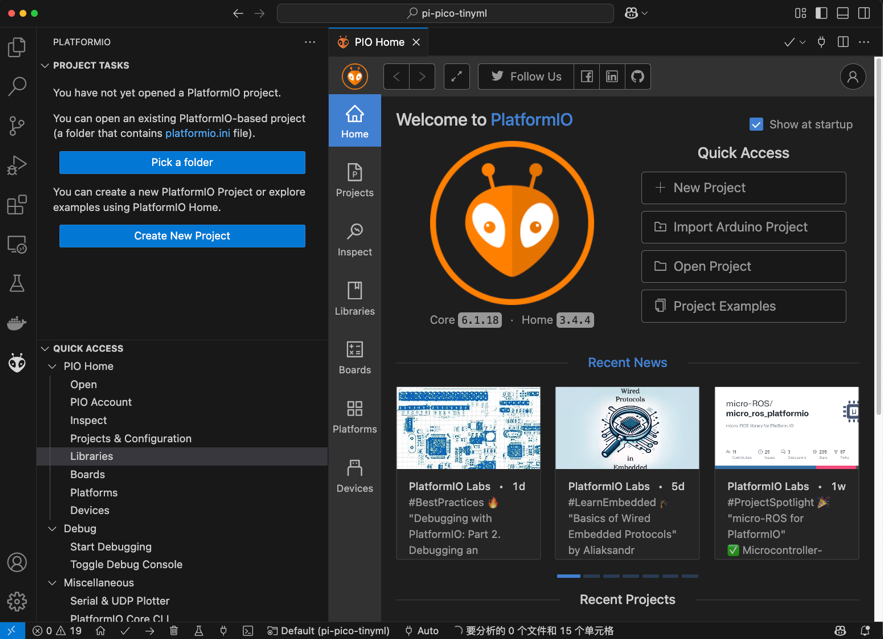 pi-pico-tinyml
PLATFORMIO
PROJECT TASKS
You have not yet opened a PlatformIO project.
You can open an existing PlatformIO-based project
(a folder that contains platformio.ini file).
Pick a folder
You can create a new PlatformIO Project or explore
examples using PlatformIO Home.
Create New Project
QUICK ACCESS
PIO Home
Open
PIO Account
Inspect
Projects & Configuration
Libraries
Boards
Platforms
Devices
Debug
Start Debugging
Toggle Debug Console
Miscellaneous
Serial & UDP Plotter
PlatformIO Core CLI
PIO Home
Follow Us
Home
Projects
Inspect
Libraries
Boards
Platforms
Devices
Welcome to PlatformIO
Show at startup
Quick Access
New Project
Import Arduino Project
Open Project
Project Examples
Core 6.1.18 · Home 3.4.4
Recent News
PlatformIO Labs • 1d
#BestPractices 🔥
"Debugging with
PlatformIO: Part 2.
Debugging an
Wired
Protocols
in
Embedded
PlatformIO Labs • 5d
#LearnEmbedded
"Basics of Wired
Embedded Protocols"
by Aliaksandr
micro-ROS/
micro_ros_platformio
PlatformIO Labs • 1w
#ProjectSpotlight 🎉
"micro-ROS for
PlatformIO"
✅ Microcontroller-
Recent Projects
0 19 Default (pi-pico-tinyml) Auto 要分析的 0 个文件和 15 个单元格